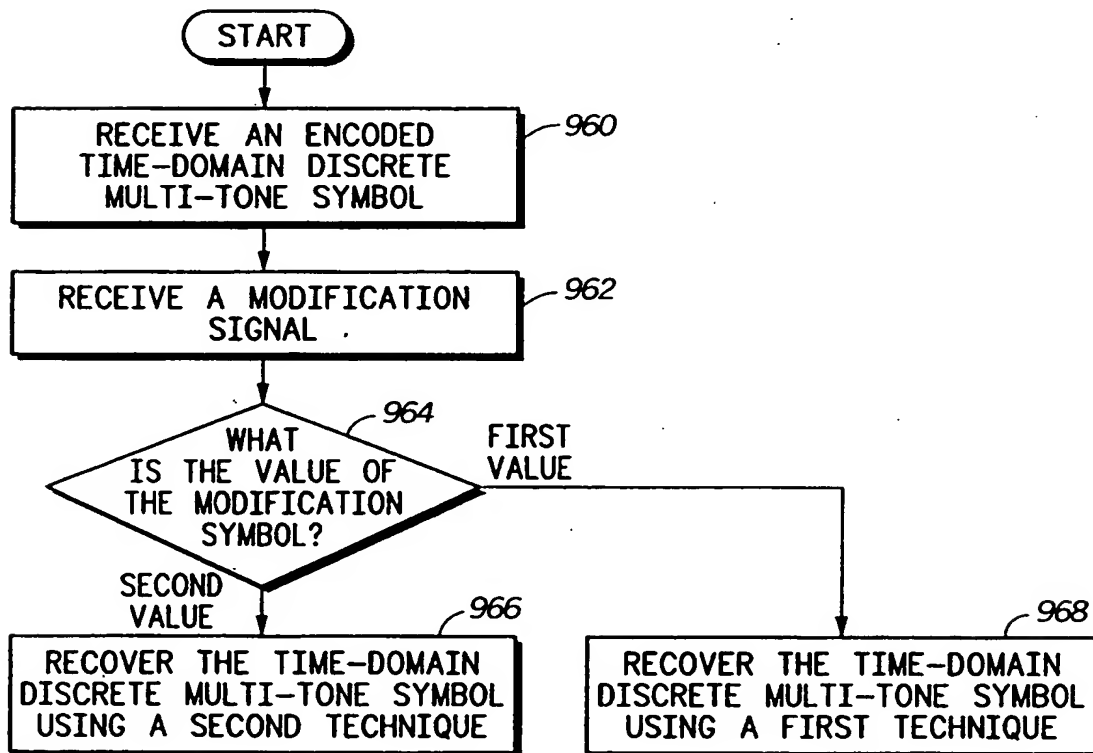 START
RECEIVE AN ENCODED
TIME-DOMAIN DISCRETE
MULTI-TONE SYMBOL
960
RECEIVE A MODIFICATION
SIGNAL
962
WHAT
IS THE VALUE OF
THE MODIFICATION
SYMBOL?
964
FIRST
VALUE
SECOND
VALUE
RECOVER THE TIME-DOMAIN
DISCRETE MULTI-TONE SYMBOL
USING A SECOND TECHNIQUE
966
RECOVER THE TIME-DOMAIN
DISCRETE MULTI-TONE SYMBOL
USING A FIRST TECHNIQUE
968